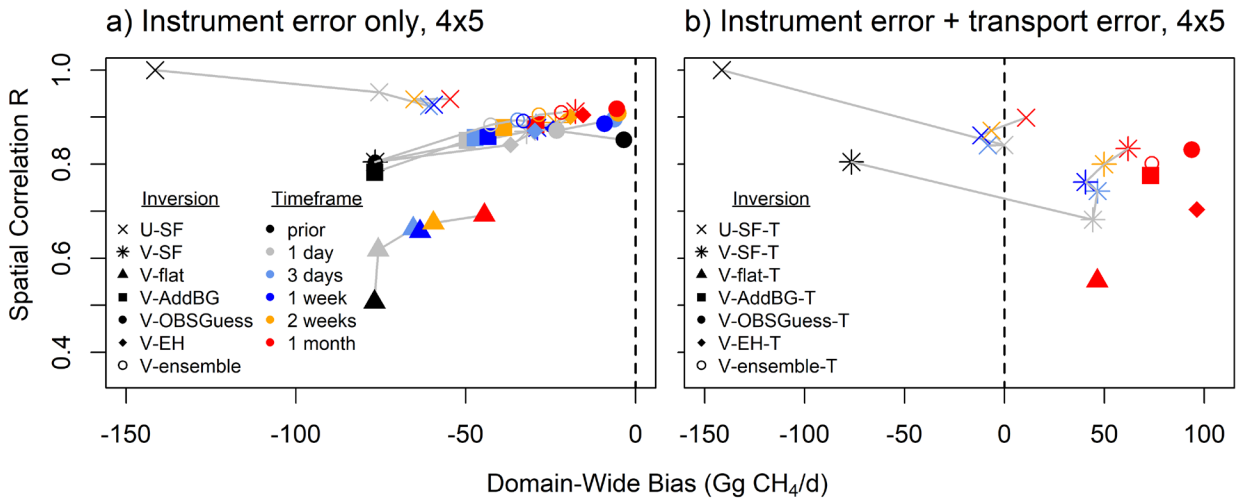 a) Instrument error only, 4x5
b) Instrument error + transport error, 4x5
Spatial Correlation R
1.0
0.8
0.6
0.4
Inversion
U-SF
V-SF
V-flat
V-AddBG
V-OBSGuess
V-EH
V-ensemble
Timeframe
prior
1 day
3 days
1 week
2 weeks
1 month
-150
-100
-50
0
Inversion
U-SF-T
V-SF-T
V-flat-T
V-AddBG-T
V-OBSGuess-T
V-EH-T
V-ensemble-T
-150
-100
-50
0
50
100
Domain-Wide Bias (Gg CH₄/d)